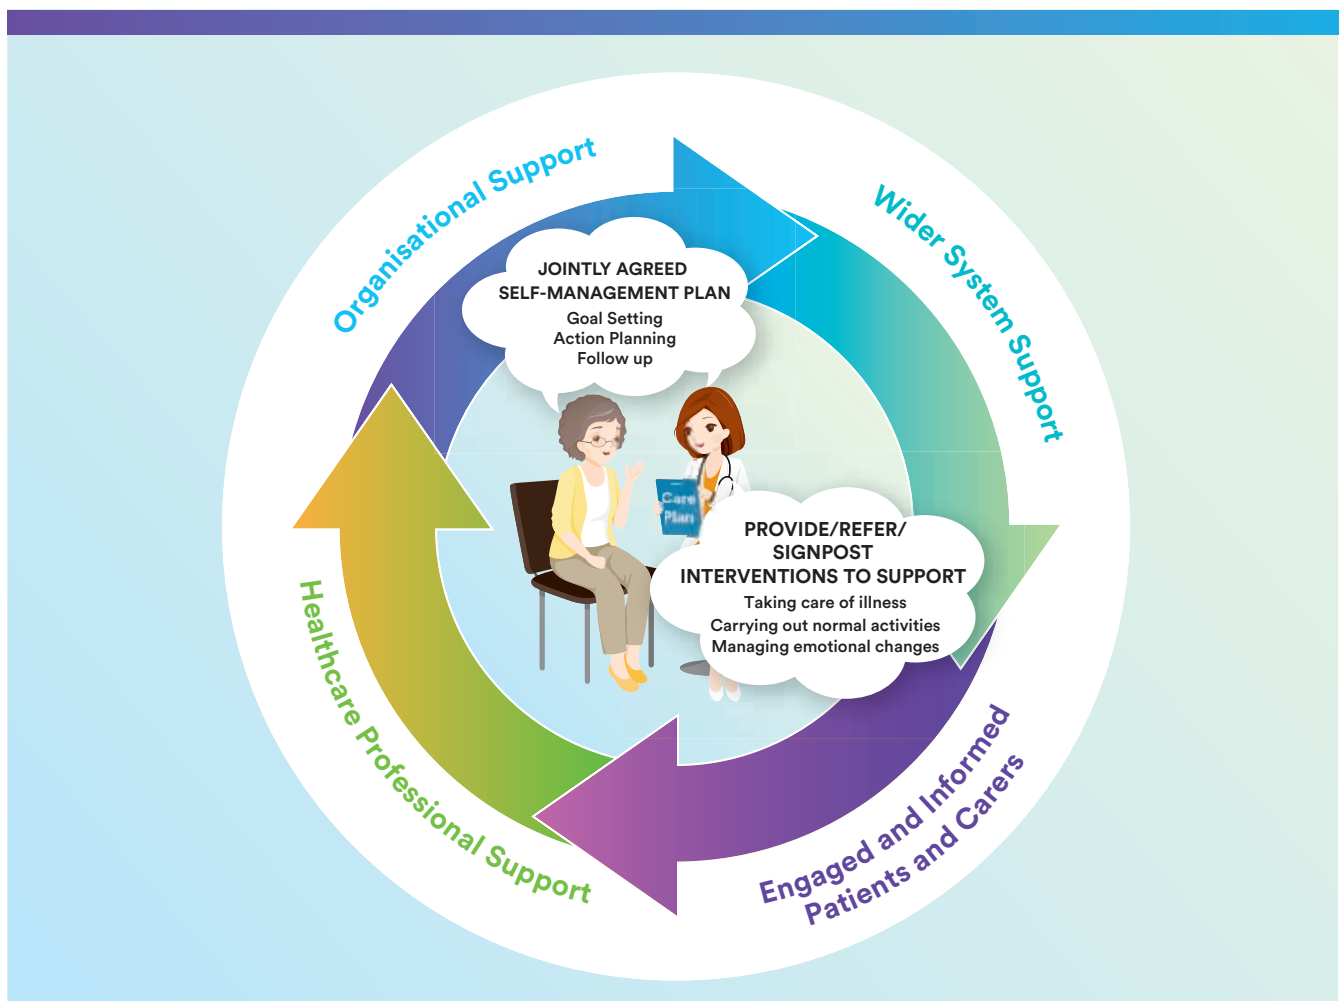 Organisational Support
Wider System Support
JOINTLY AGREED
SELF-MANAGEMENT PLAN
Goal Setting
Action Planning
Follow up
Care
Plan
PROVIDE/REFER/
SIGNPOST
INTERVENTIONS TO SUPPORT
Taking care of illness
Carrying out normal activities
Managing emotional changes
Healthcare Professional Support
Engaged and Informed
Patients and Carers